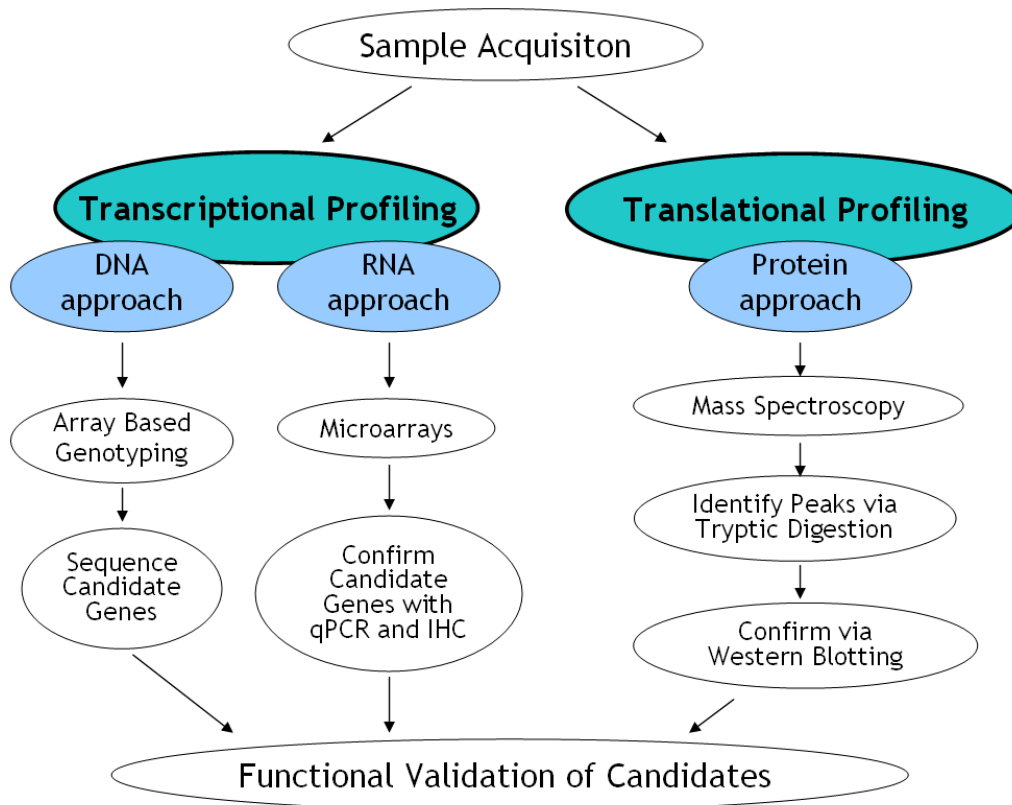 Sample Acquisiton
Transcriptional Profiling
DNA
approach
RNA
approach
Translational Profiling
Protein
approach
Array Based
Genotyping
Sequence
Candidate
Genes
Microarrays
Confirm
Candidate
Genes with
qPCR and IHC
Mass Spectroscopy
Identify Peaks via
Tryptic Digestion
Confirm via
Western Blotting
Functional Validation of Candidates